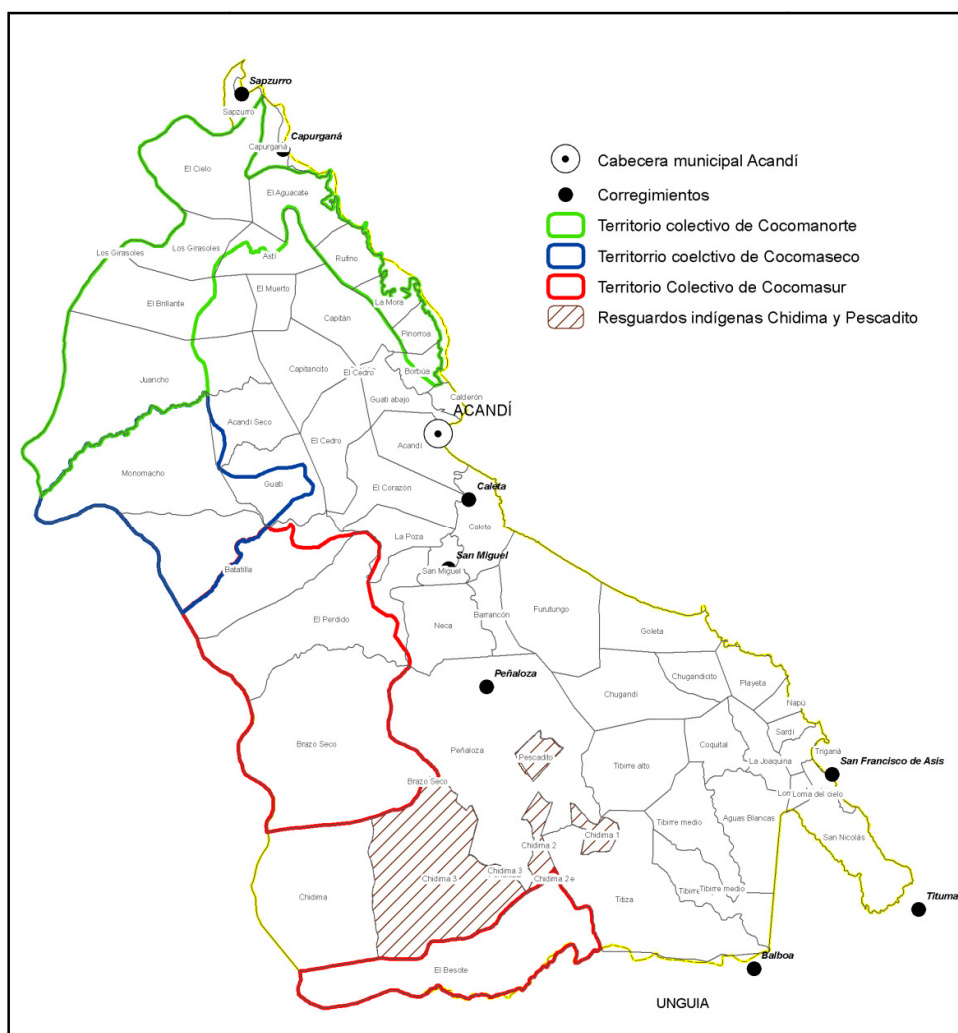 Sapzurro
Sapzurro
Capurganá
Capurganá
El Cielo
El Aguacate
Los Girasoles
Los Girasoles
Astí
Rufino
El Brillante
El Muerto
La Mora
Capitán
Pinorroa
Juancho
Capitancito
El Cedro
Borbúa
Guati abajo
Calderón
ACANDÍ
Acandí Seco
Acandí
El Cedro
Monomacho
Guati
El Corazón
Caleta
Caleta
La Poza
San Miguel
San Miguel
Batatilla
El Perdido
Neca
Barrancón
Furutungo
Goleta
Peñaloza
Chugandí
Chugandicito
Playeta
Napú
Sardi
Brazo Seco
Peñaloza
Pescadito
Tibirre alto
Coquital
La Joaquina
Triganá
San Francisco de Asís
Brazo Seco
Lom
Loma del cielo
Aguas Blancas
Tibirre medio
San Nicolás
Chidima 1
Chidima 2
Chidima
Chidima 3
Chidima 3
Chidima 2e
Tibirre
Tibirre medio
Titiza
Tituma
El Besote
Balboa
UNGUIA
Cabecera municipal Acandí
Corregimientos
Territorio colectivo de Cocomanorte
Territorrio coelctivo de Cocomaseco
Territorio Colectivo de Cocomasur
Resguardos indígenas Chidima y Pescadito